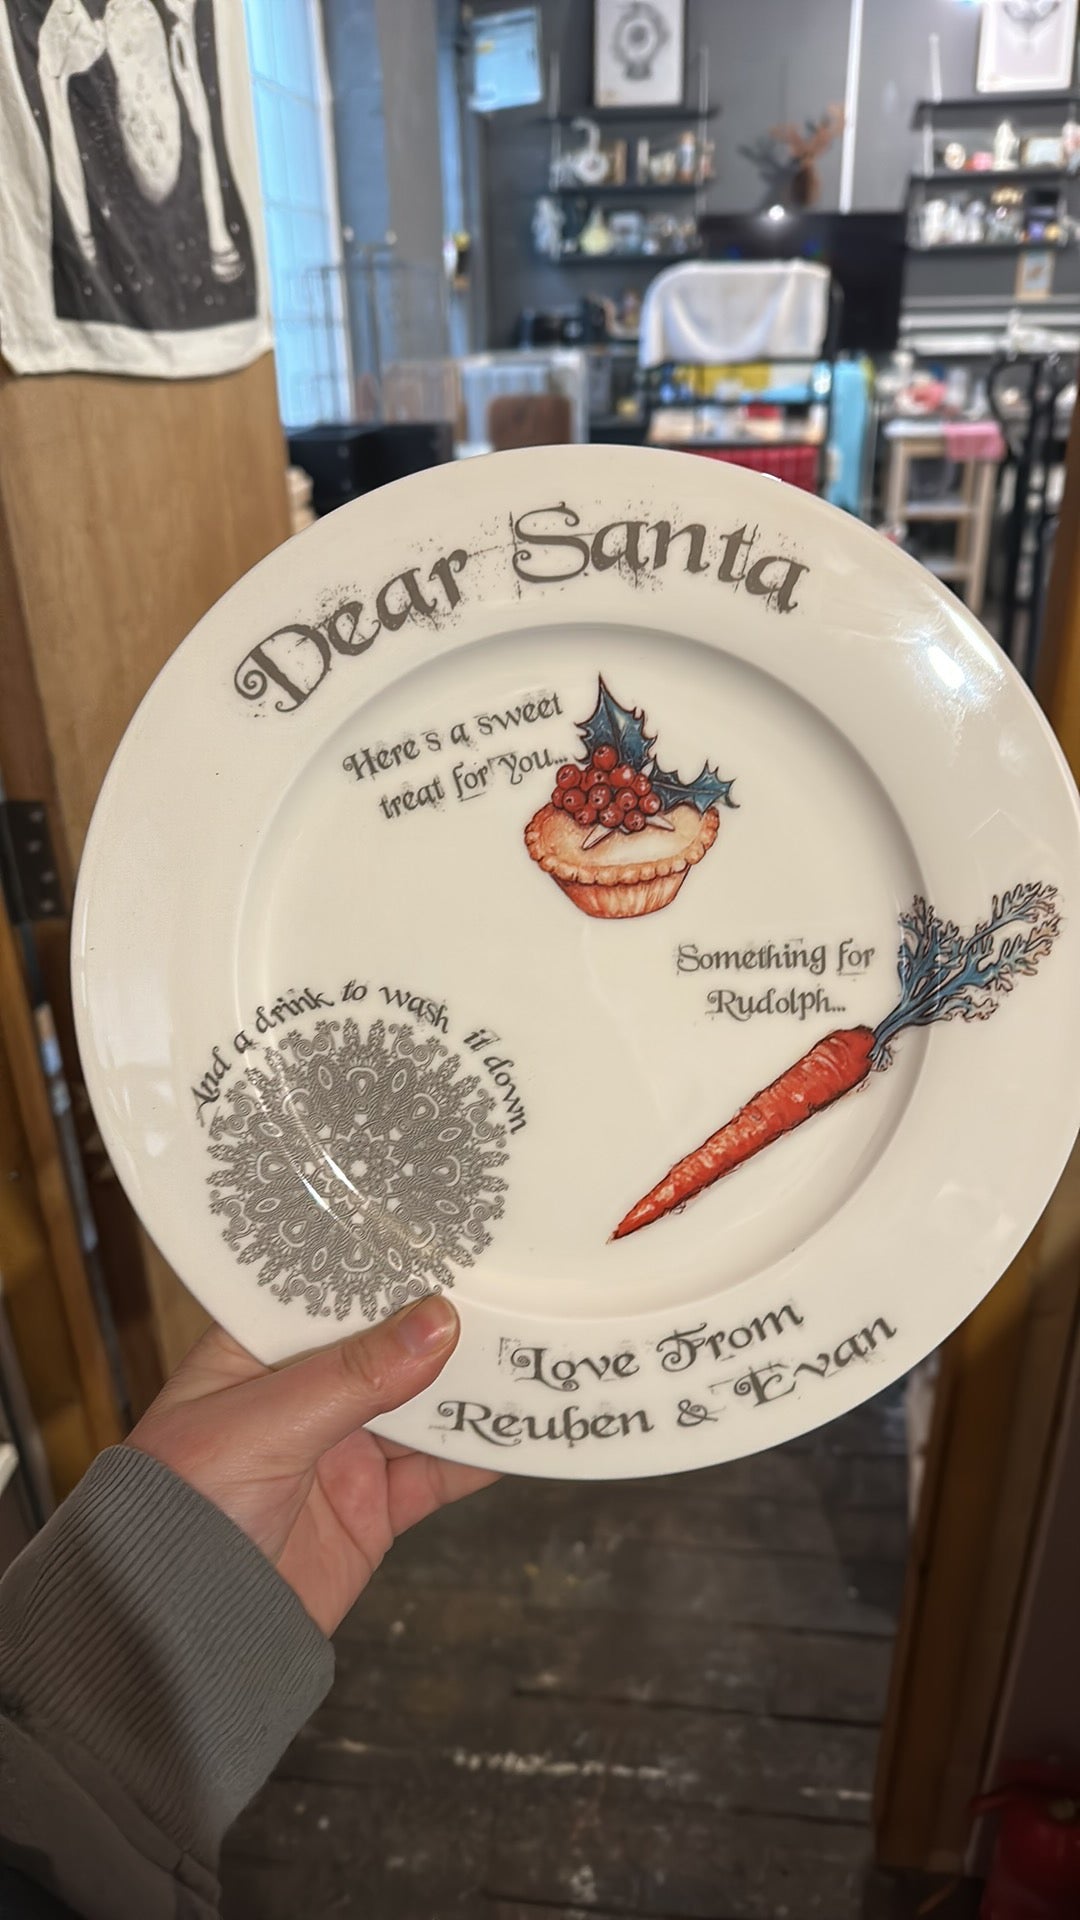 Dear Santa
Here's a sweet
treat for you...
Something for
Rudolph...
And a drink to wash it down
Love From
Reuben & Evan